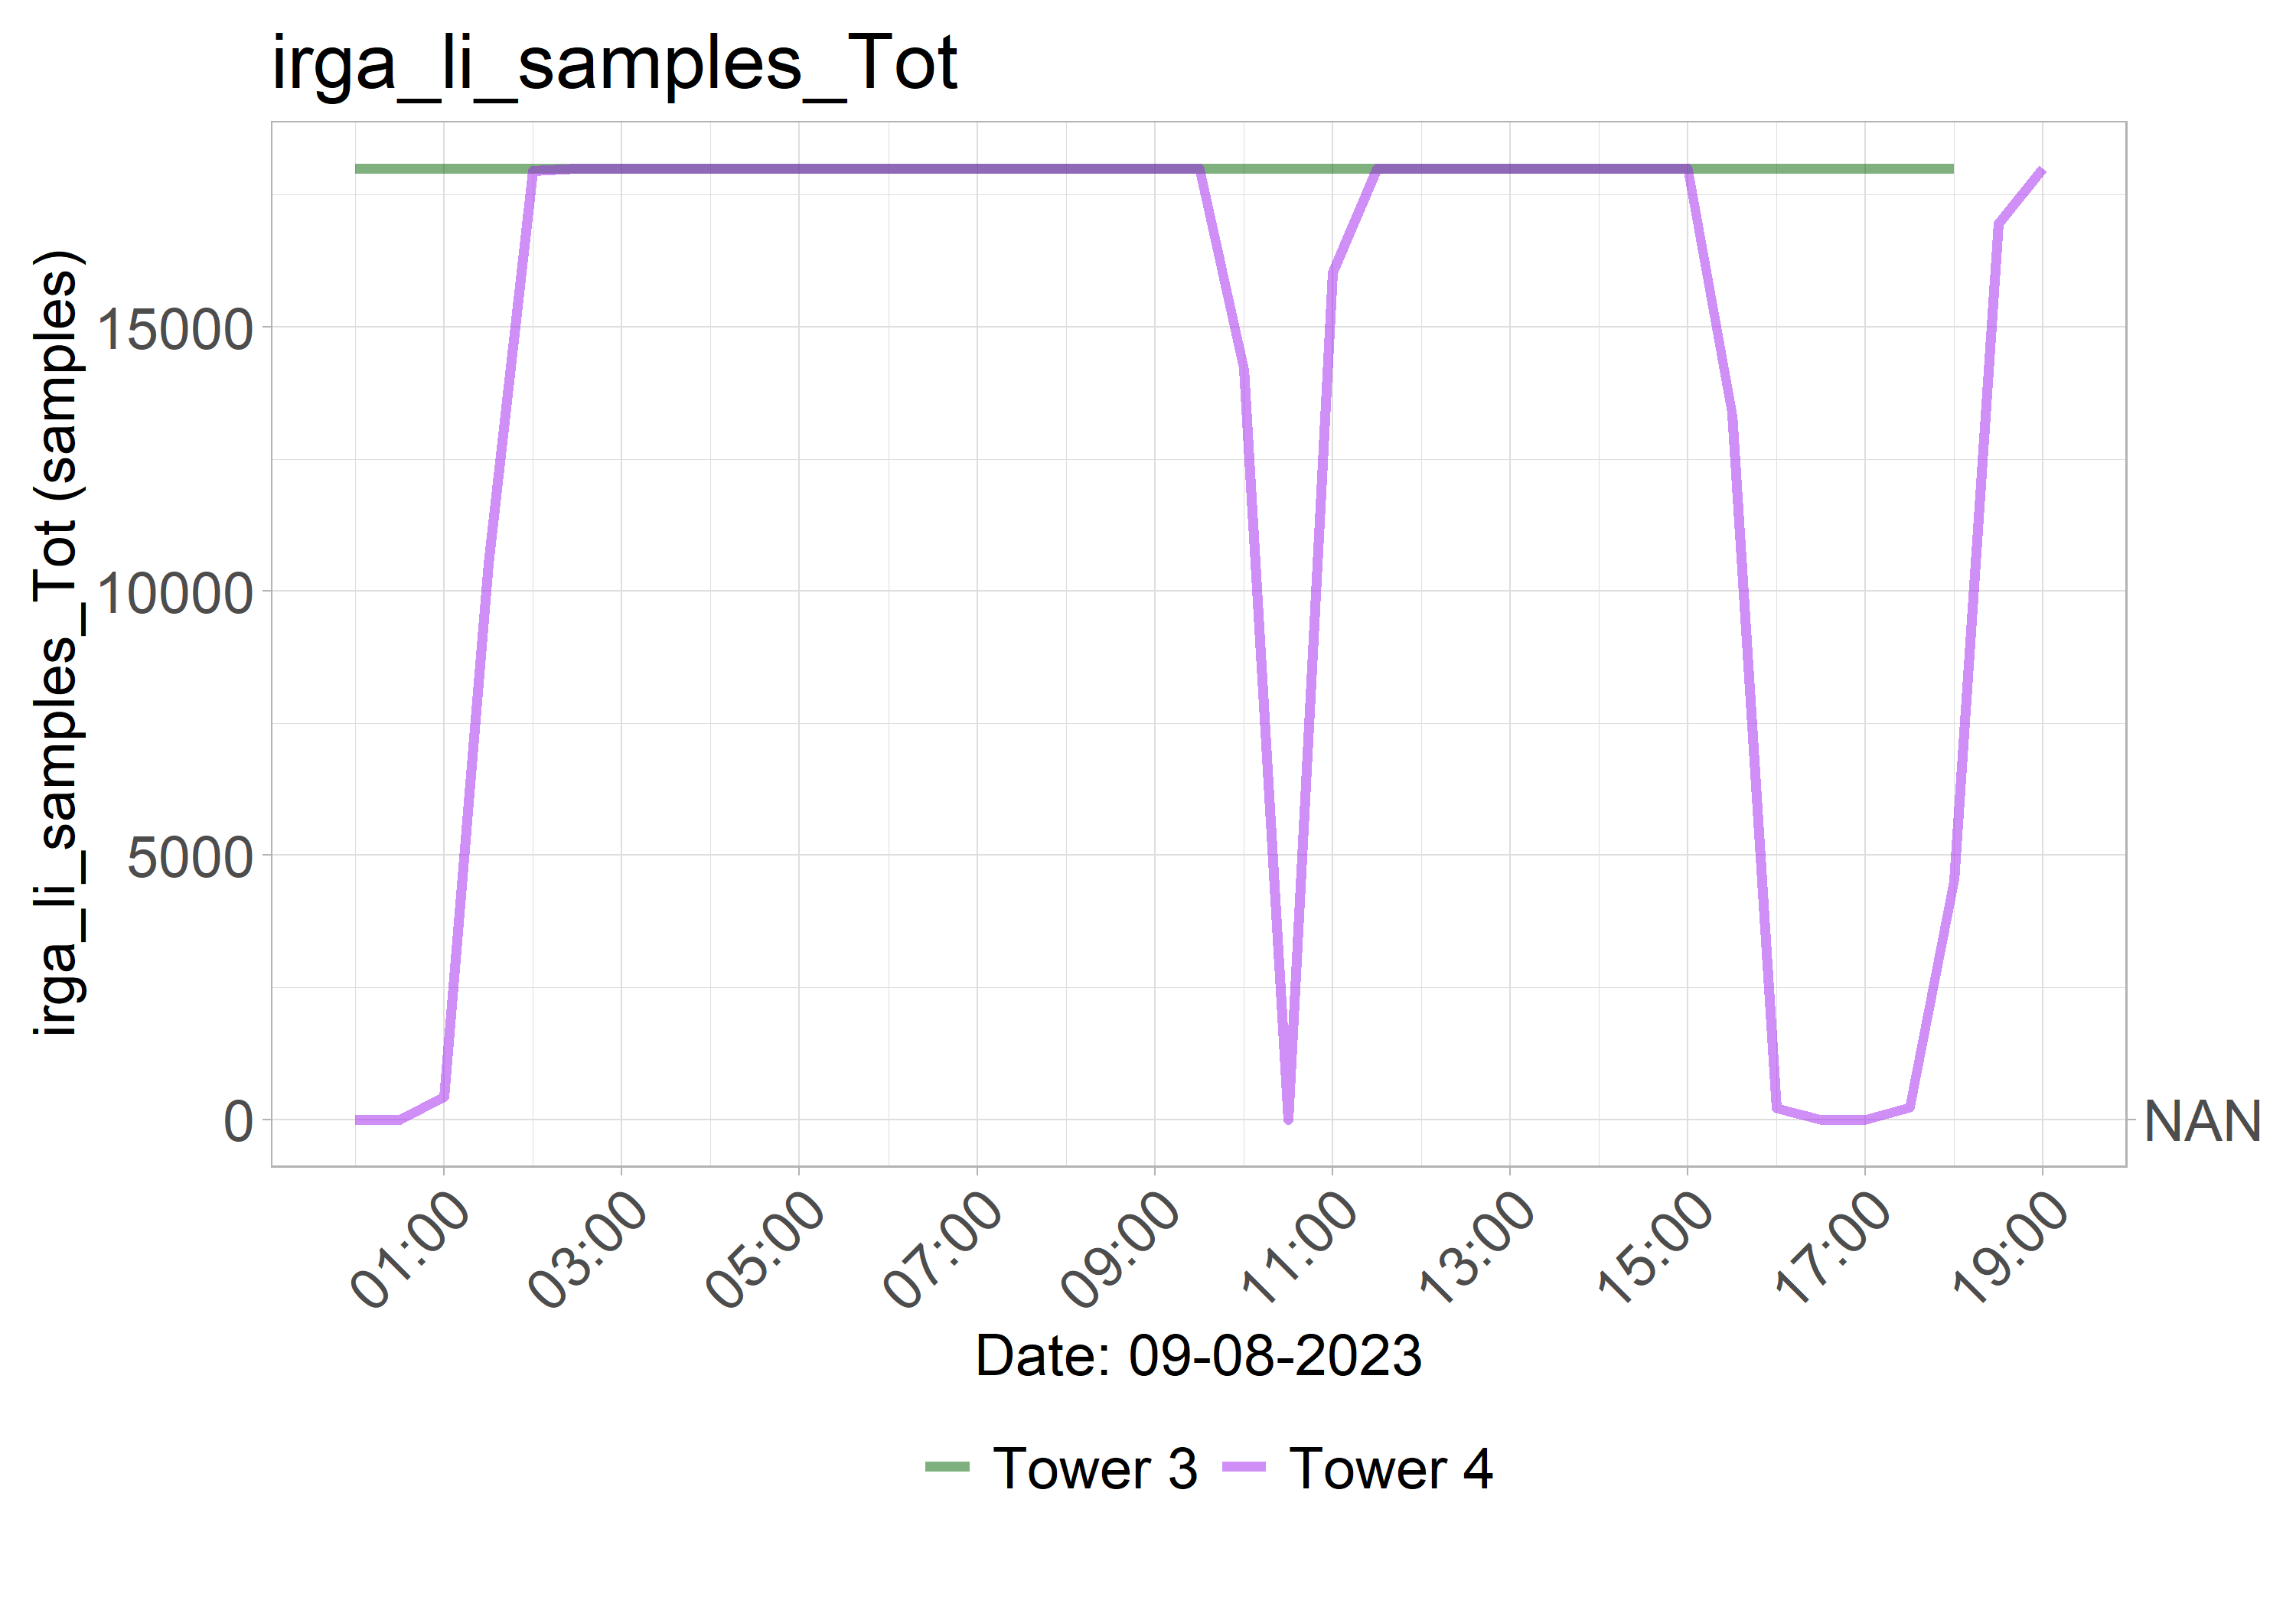 irga_li_samples_Tot
irga_li_samples_Tot (samples)
15000
10000
5000
0
NAN
01:00
03:00
05:00
07:00
09:00
11:00
13:00
15:00
17:00
19:00
Date: 09-08-2023
Tower 3 Tower 4